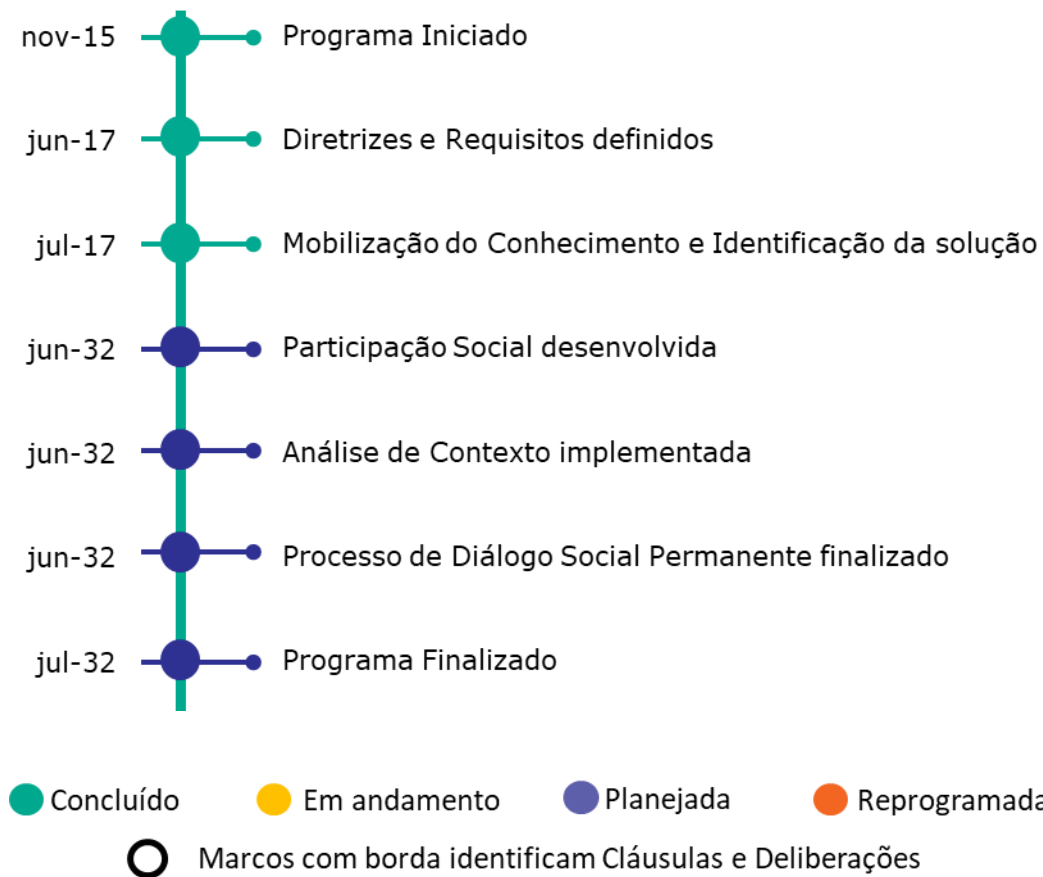 nov-15 Programa Iniciado
jun-17 Diretrizes e Requisitos definidos
jul-17 Mobilização do Conhecimento e Identificação da solução
jun-32 Participação Social desenvolvida
jun-32 Análise de Contexto implementada
jun-32 Processo de Diálogo Social Permanente finalizado
jul-32 Programa Finalizado
Concluído Em andamento Planejada Reprogramada
Marcos com borda identificam Cláusulas e Deliberações